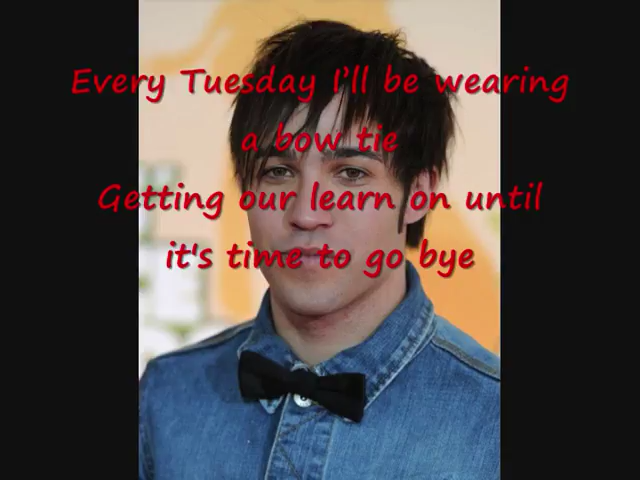 Every Tuesday I'll be wearing
a bow tie
Getting our learn on until
it's time to go bye